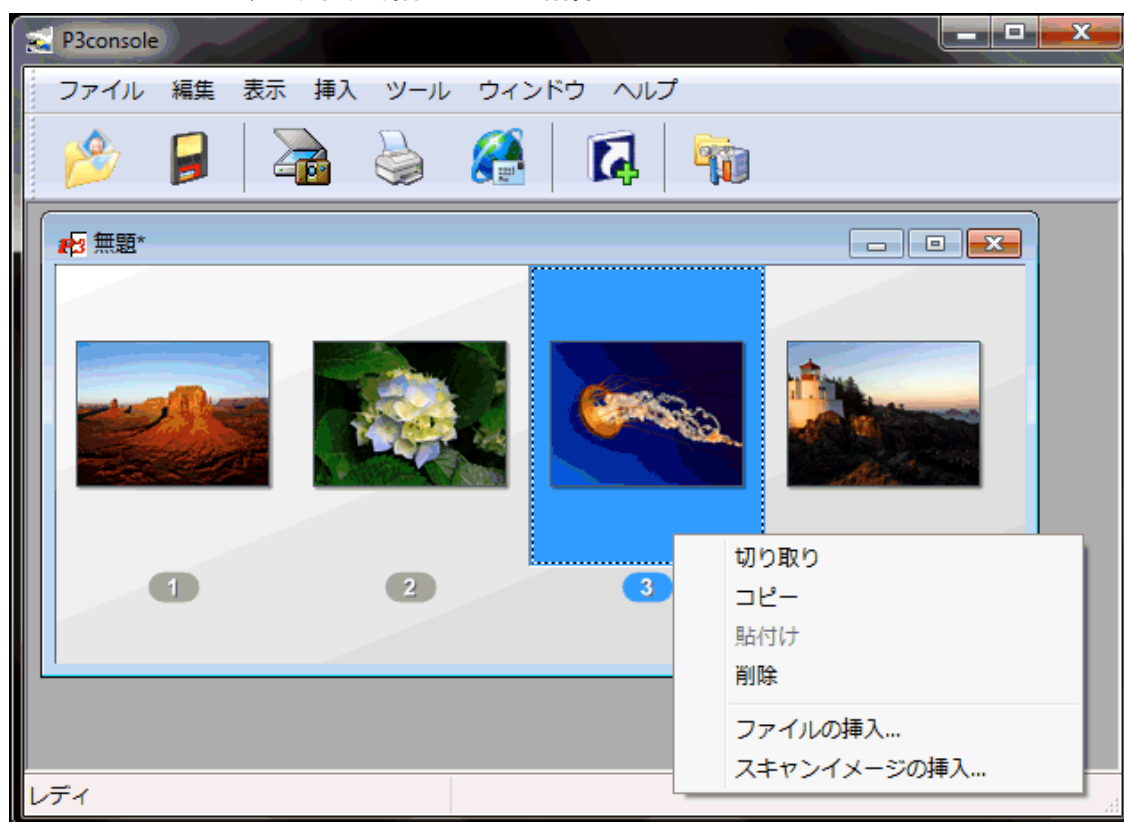 P3console
ファイル 編集 表示 挿入 ツール ウィンドウ ヘルプ
P3 無題*
1 2 3
切り取り
コピー
貼付け
削除
ファイルの挿入...
スキャンイメージの挿入...
レディ